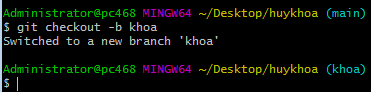 Administrator@pc468 MINGW64 ~/Desktop/huykhoa (main)
$ git checkout -b khoa
Switched to a new branch 'khoa'
Administrator@pc468 MINGW64 ~/Desktop/huykhoa (khoa)
$